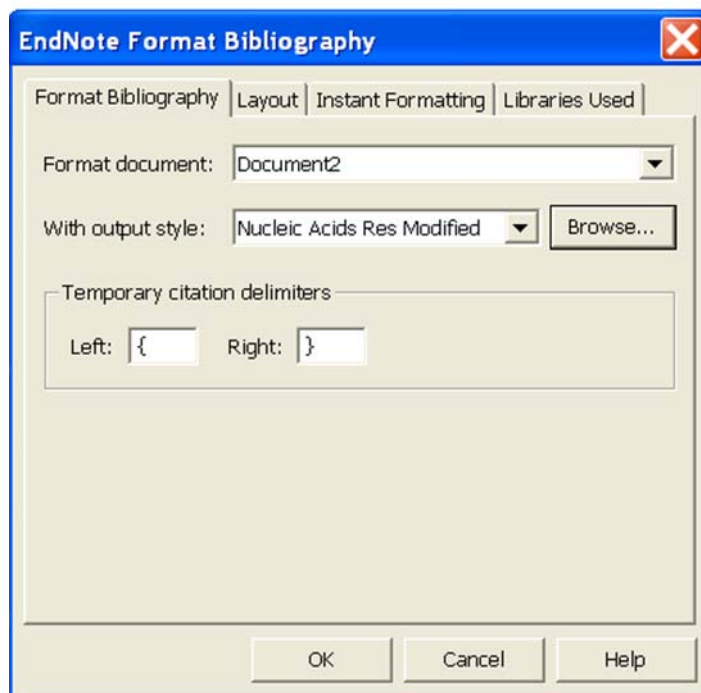 EndNote Format Bibliography
Format Bibliography Layout Instant Formatting Libraries Used
Format document: Document2
With output style: Nucleic Acids Res Modified Browse...
Temporary citation delimiters
Left: { Right: }
OK Cancel Help